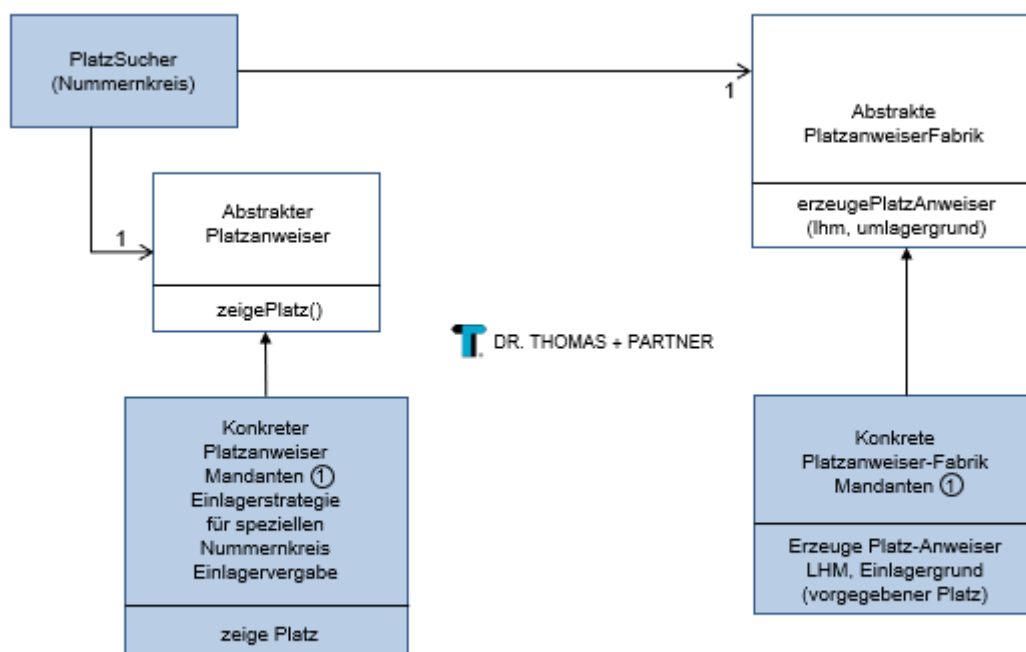 PlatzSucher
(Nummernkreis)
1
Abstrakte
PlatzanweiserFabrik
erzeugePlatzAnweiser
(lhm, umlagergrund)
1
Abstrakter
Platzanweiser
zeigePlatz()
DR. THOMAS + PARTNER
Konkreter
Platzanweiser
Mandanten ①
Einlagerstrategie
für speziellen
Nummernkreis
Einlagervergabe
zeige Platz
Konkrete
Platzanweiser-Fabrik
Mandanten ①
Erzeuge Platz-Anweiser
LHM, Einlagergrund
(vorgegebener Platz)